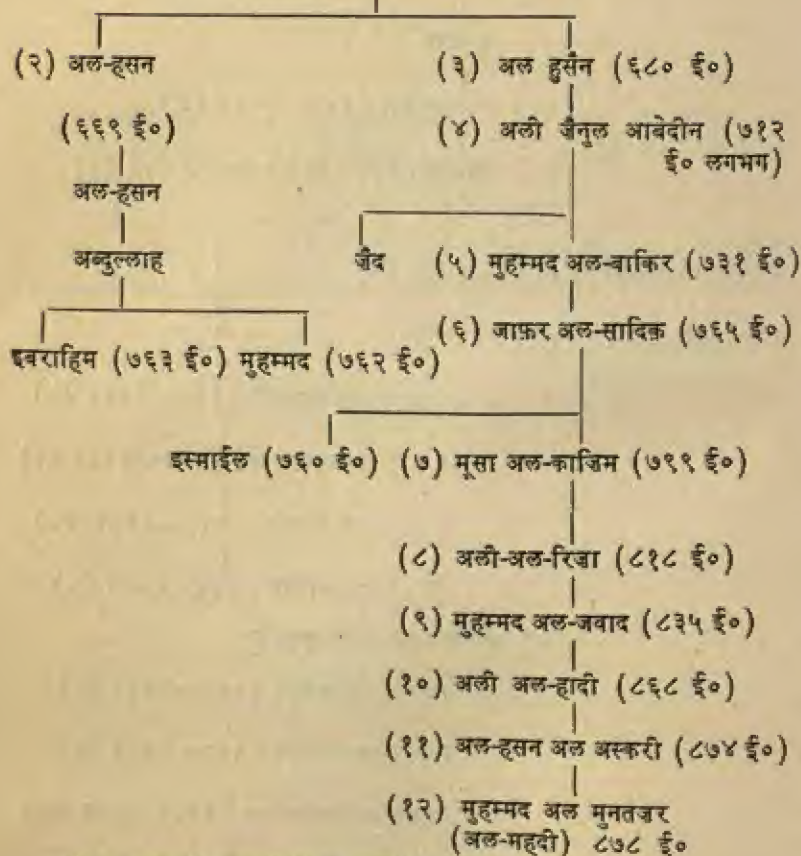 (२) अल-हसन (३) अल हुसैन (६८० ई०)
(६६९ ई०) (४) अली जैनुल आबेदीन (७१२
ई० लगभग)
अल-हसन
अब्दुल्लाह जैद (५) मुहम्मद अल-बाकिर (७३१ ई०)
(६) जाफ़र अल-सादिक़ (७६५ ई०)
इबराहिम (७६३ ई०) मुहम्मद (७६२ ई०)
इस्माईल (७६० ई०) (७) मूसा अल-काज़िम (७९९ ई०)
(८) अली-अल-रिज़ा (८१८ ई०)
(९) मुहम्मद अल-जवाद (८३५ ई०)
(१०) अली अल-हादी (८६८ ई०)
(११) अल-हसन अल अस्करी (८७४ ई०)
(१२) मुहम्मद अल मुनतज़र
(अल-महदी) ८७८ ई०